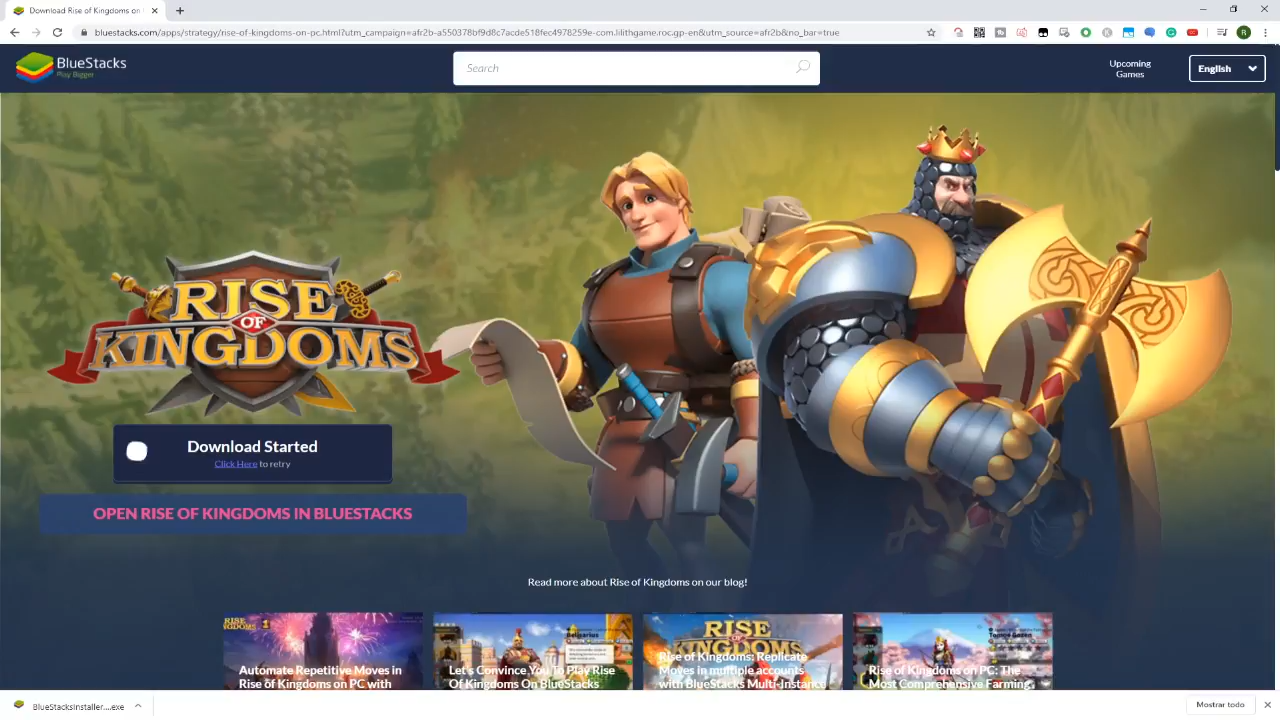 Download Rise of Kingdoms on
bluestacks.com/apps/strategy/rise-of-kingdoms-on-pc.html?utm_campaign=afr2b-a550378bf9d8c7acde518fec4978259e-com.lilithgame.roc.gp-en&utm_source=afr2b&no_bar=true
R
BlueStacks
Play Bigger
Search
Upcoming
Games
English
RISE
OF
KINGDOMS
Download Started
Click Here to retry
OPEN RISE OF KINGDOMS IN BLUESTACKS
Read more about Rise of Kingdoms on our blog!
Automate Repetitive Moves in
Rise of Kingdoms on PC with
Belisarius
Let's Convince You To Play Rise
Of Kingdoms On BlueStacks
RISE
KINGDOMS
Rise of Kingdoms: Replicate
Moves in multiple accounts
with BlueStacks Multi-Instance
Rise of Kingdoms on PC: The
Most Comprehensive Farming
BlueStacksInstaller....exe
Mostrar todo